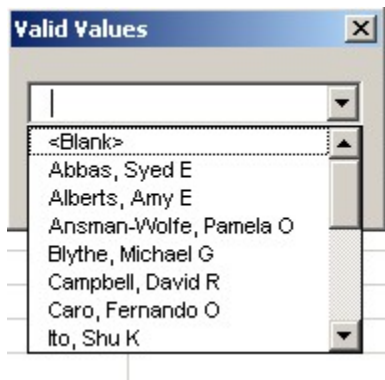 Valid Values
<Blank>
Abbas, Syed E
Alberts, Amy E
Ansman-Wolfe, Pamela O
Blythe, Michael G
Campbell, David R
Caro, Fernando O
Ito, Shu K